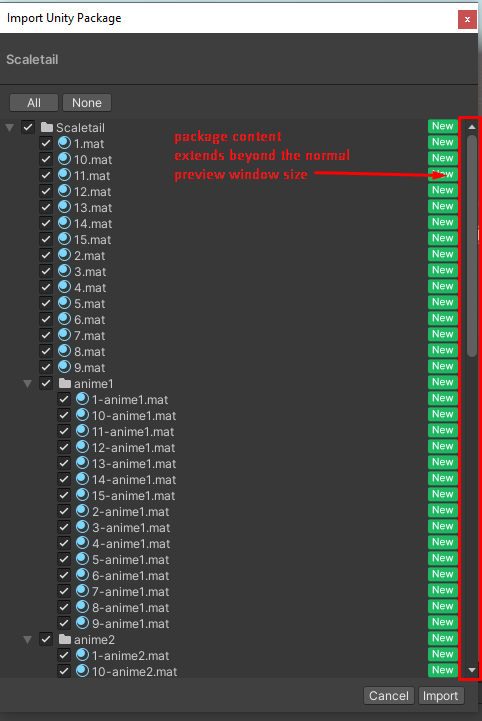 Import Unity Package
x
Scaletail
All None
Scaletail New
1.mat New
10.mat New
11.mat New
12.mat New
13.mat New
14.mat New
15.mat New
2.mat New
3.mat New
4.mat New
5.mat New
6.mat New
7.mat New
8.mat New
9.mat New
anime1 New
1-anime1.mat New
10-anime1.mat New
11-anime1.mat New
12-anime1.mat New
13-anime1.mat New
14-anime1.mat New
15-anime1.mat New
2-anime1.mat New
3-anime1.mat New
4-anime1.mat New
5-anime1.mat New
6-anime1.mat New
7-anime1.mat New
8-anime1.mat New
9-anime1.mat New
anime2 New
1-anime2.mat New
10-anime2.mat New
package content
extends beyond the normal
preview window size
Cancel Import